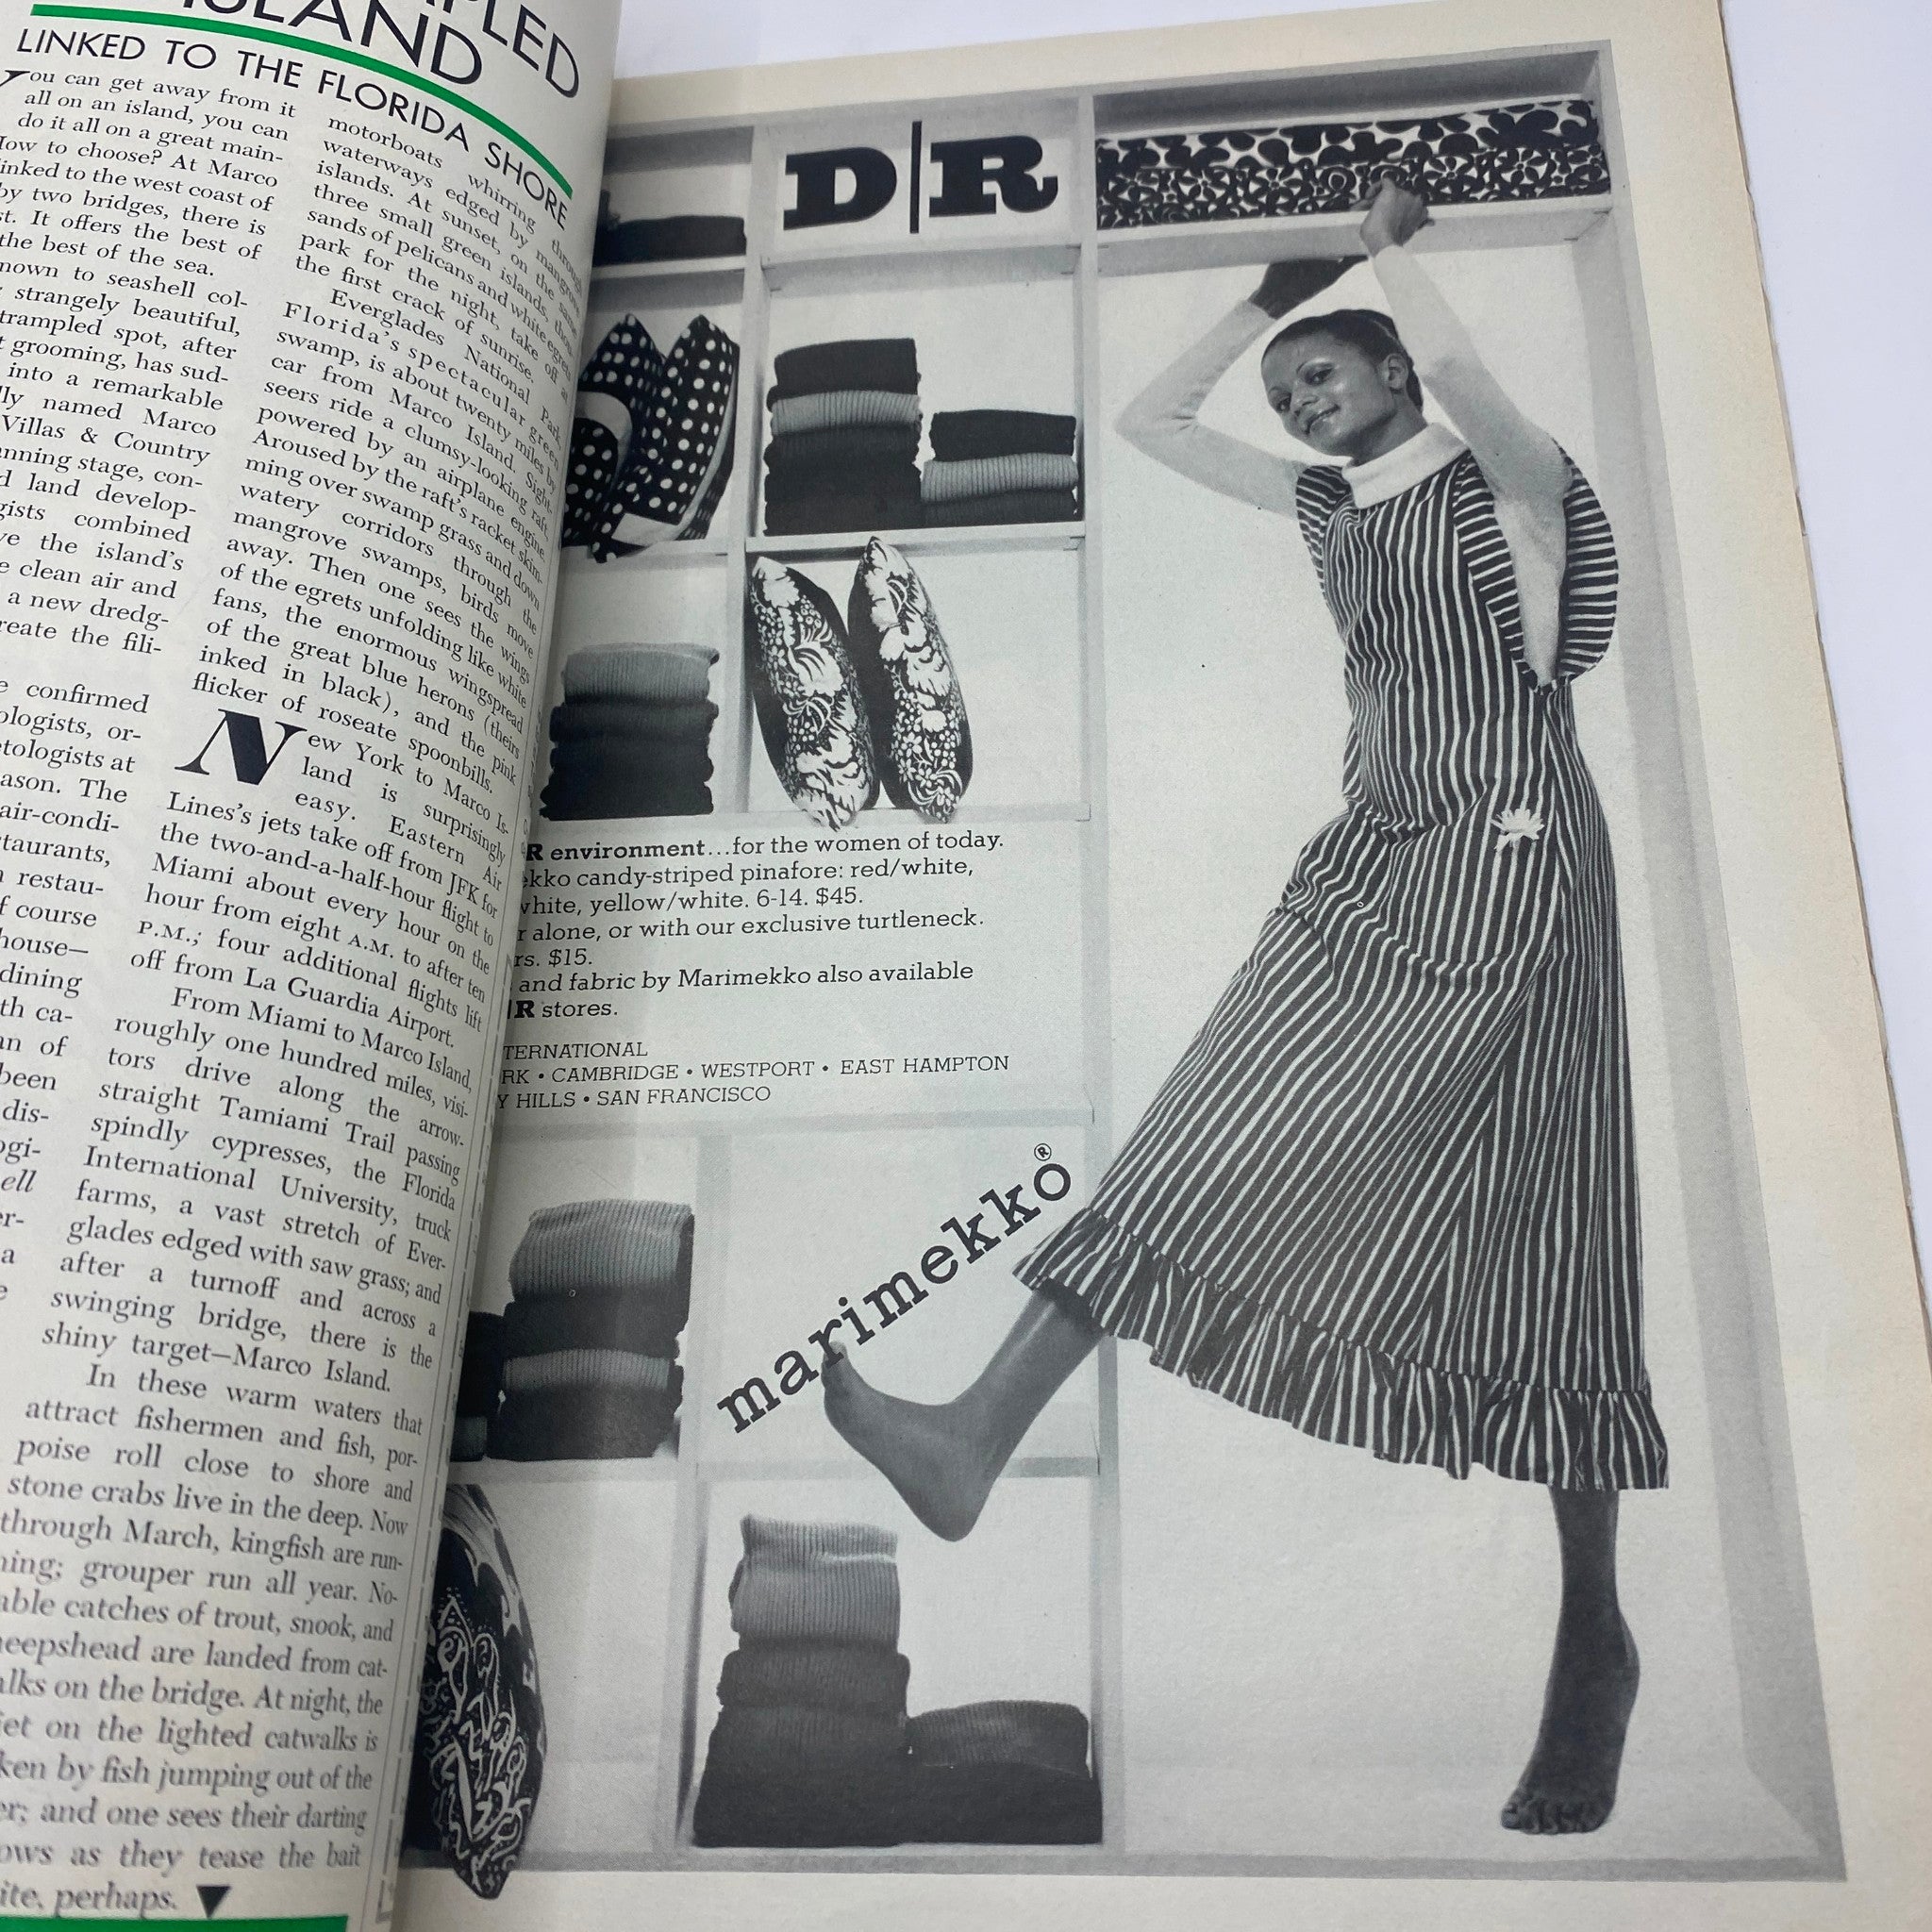 ISLAND
LINKED TO THE FLORIDA SHORE
You can get away from it
all on an island, you can
do it all on a great main-
How to choose? At Marco
linked to the west coast of
by two bridges, there is
st. It offers the best of
the best of the sea.
nown to seashell col-
strangely beautiful,
trampled spot, after
t grooming, has sud-
into a remarkable
lly named Marco
Villas & Country
anning stage, con-
d land develop-
gists combined
ve the island's
e clean air and
a new dredg-
reate the fili-
e confirmed
ologists, or-
etologists at
ason. The
air-condi-
staurants,
n restau-
f course
house—
dining
th ca-
an of
been
dis-
ogi-
ell
er-
a
e
motorboats whirring through
waterways edged by mangrove
islands. At sunset, on the same
three small green islands, thou-
sands of pelicans and white egrets
park for the night, take off at
the first crack of sunrise.
Everglades National Park,
Florida's spectacular green
swamp, is about twenty miles by
car from Marco Island. Sight-
seers ride a clumsy-looking raft,
powered by an airplane engine.
Aroused by the raft's racket skim-
ming over swamp grass and down
watery corridors through the
mangrove swamps, birds move
away. Then one sees the wings
of the egrets unfolding like white
fans, the enormous wingspread
of the great blue herons (theirs
inked in black), and the pink
flicker of roseate spoonbills.
New York to Marco Is-
land is surprisingly
easy. Eastern Air
Lines's jets take off from JFK for
the two-and-a-half-hour flight to
Miami about every hour on the
hour from eight A.M. to after ten
P.M.; four additional flights lift
off from La Guardia Airport.
From Miami to Marco Island,
roughly one hundred miles, visi-
tors drive along the arrow-
straight Tamiami Trail passing
spindly cypresses, the Florida
International University, truck
farms, a vast stretch of Ever-
glades edged with saw grass; and
after a turnoff and across a
swinging bridge, there is the
shiny target—Marco Island.
In these warm waters that
attract fishermen and fish, por-
poise roll close to shore and
stone crabs live in the deep. Now
through March, kingfish are run-
ning; grouper run all year. No-
able catches of trout, snook, and
heepshead are landed from cat-
alks on the bridge. At night, the
iet on the lighted catwalks is
ken by fish jumping out of the
er; and one sees their darting
ows as they tease the bait
ite, perhaps. ▼
D|R
R environment...for the women of today.
ekko candy-striped pinafore: red/white,
white, yellow/white. 6-14. $45.
r alone, or with our exclusive turtleneck.
rs. $15.
and fabric by Marimekko also available
R stores.
TERNATIONAL
RK • CAMBRIDGE • WESTPORT • EAST HAMPTON
Y HILLS • SAN FRANCISCO
marimekko®